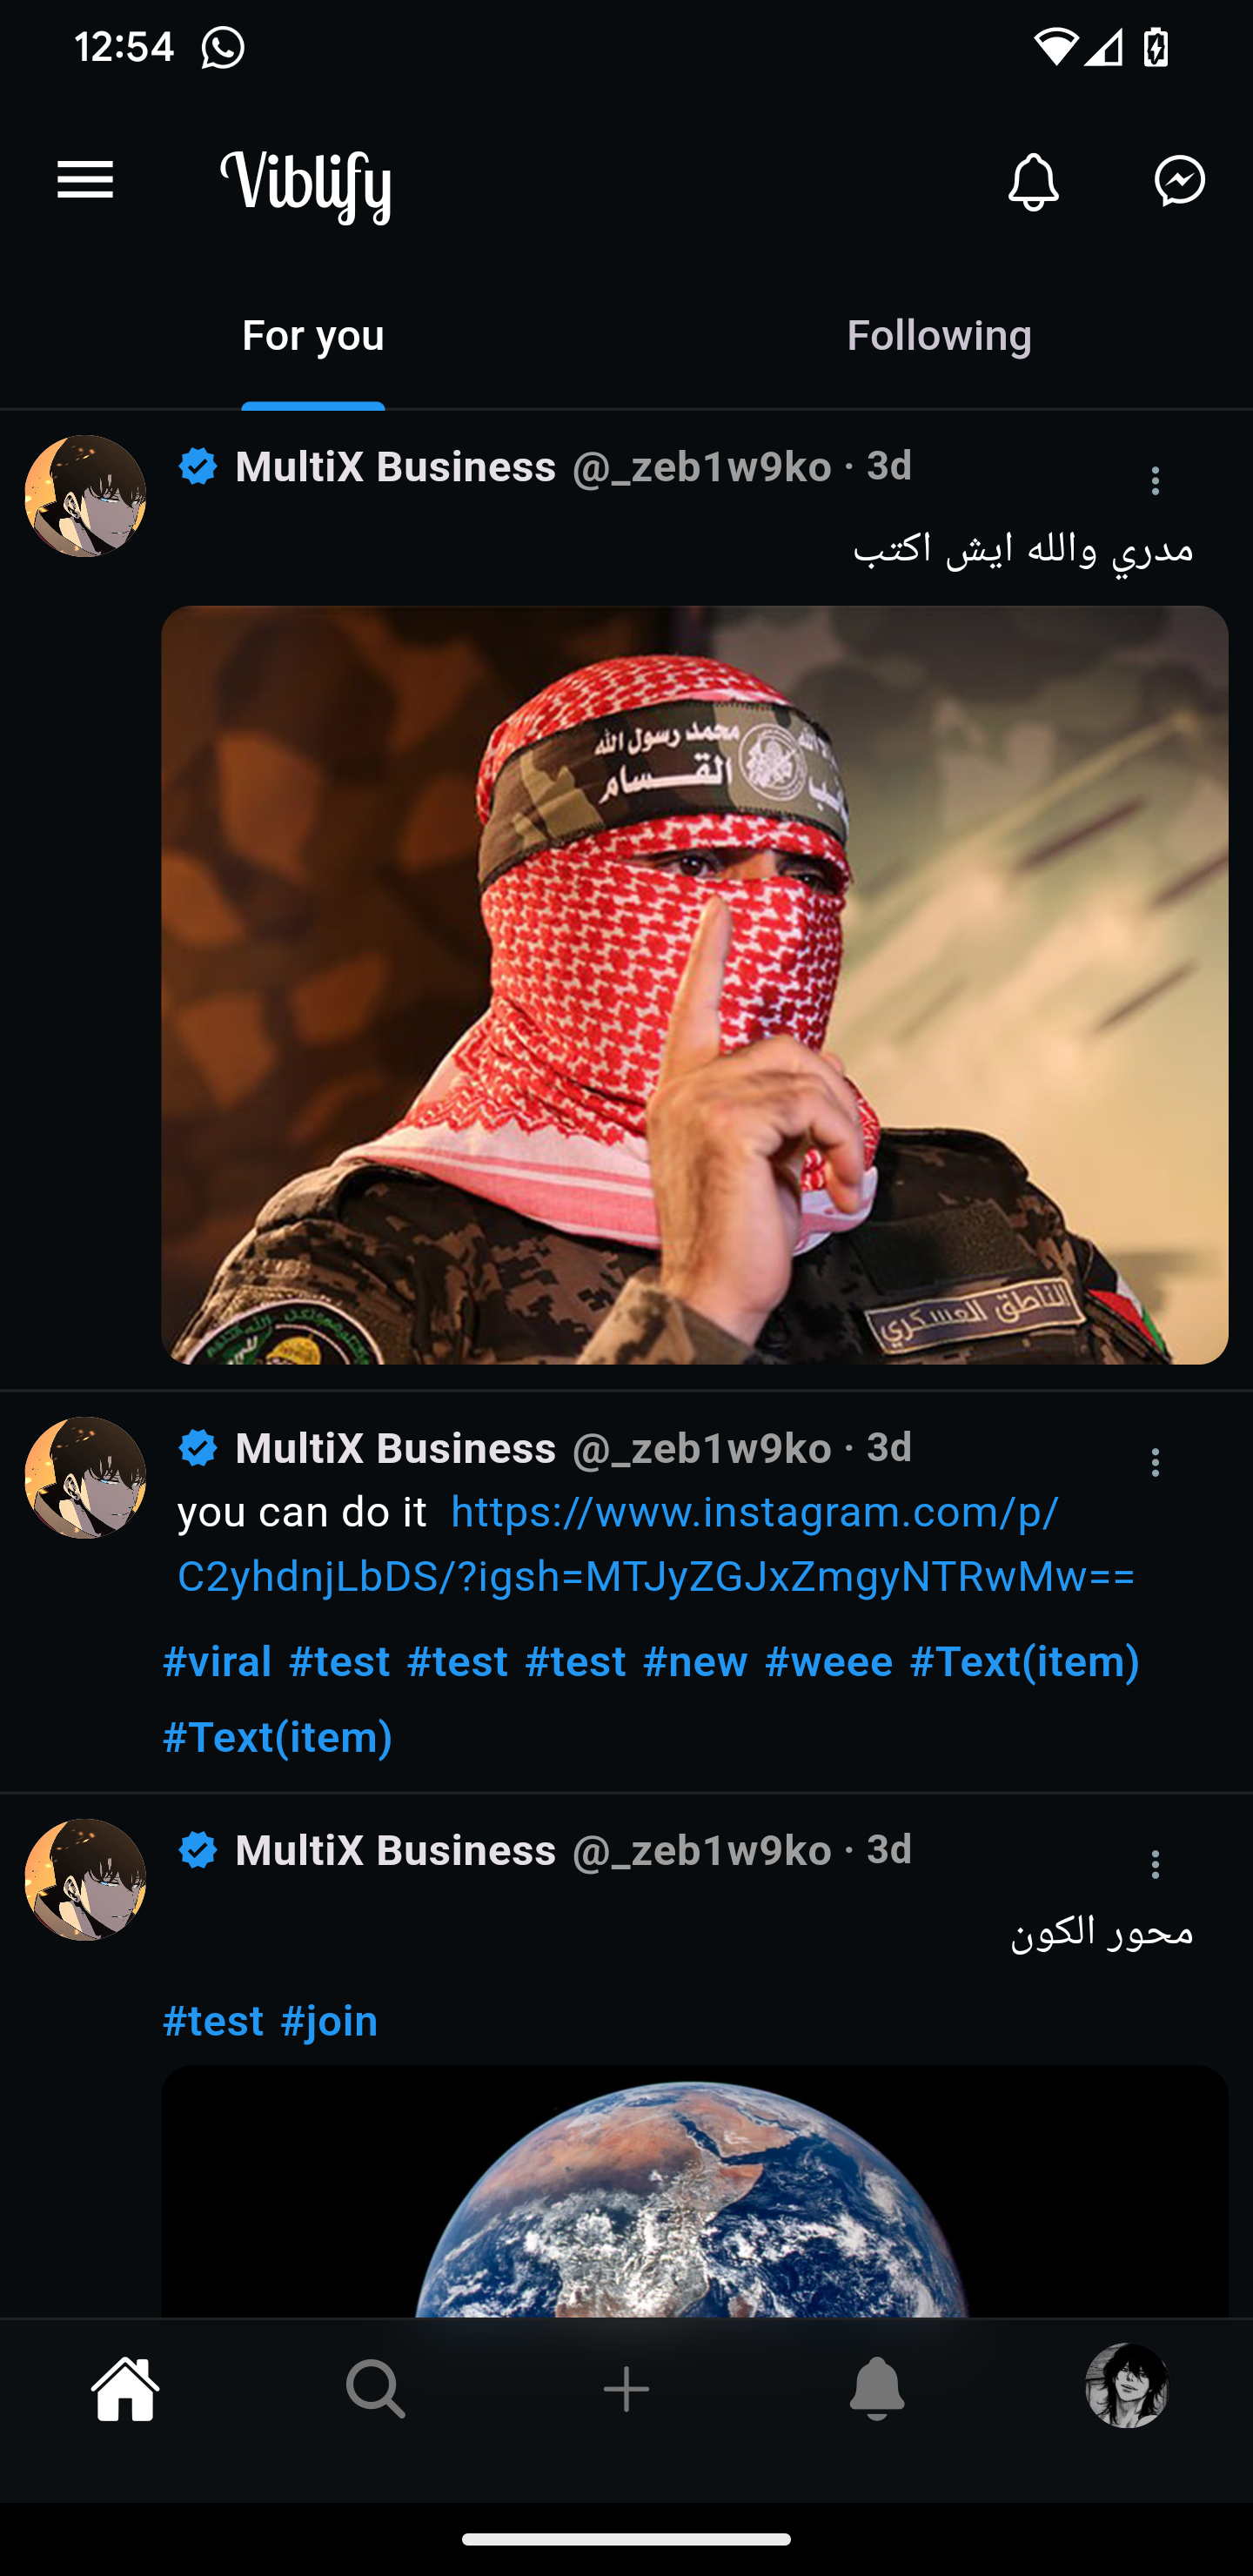 12:54
Viblify
For you
Following
MultiX Business @_zeb1w9ko · 3d
مدري والله ايش اكتب
محمد رسول الله
القسام
الناطق العسكري
MultiX Business @_zeb1w9ko · 3d
you can do it https://www.instagram.com/p/
C2yhdnjLbDS/?igsh=MTJyZGJxZmgyNTRwMw==
#viral #test #test #test #new #weee #Text(item)
#Text(item)
MultiX Business @_zeb1w9ko · 3d
محور الكون
#test #join